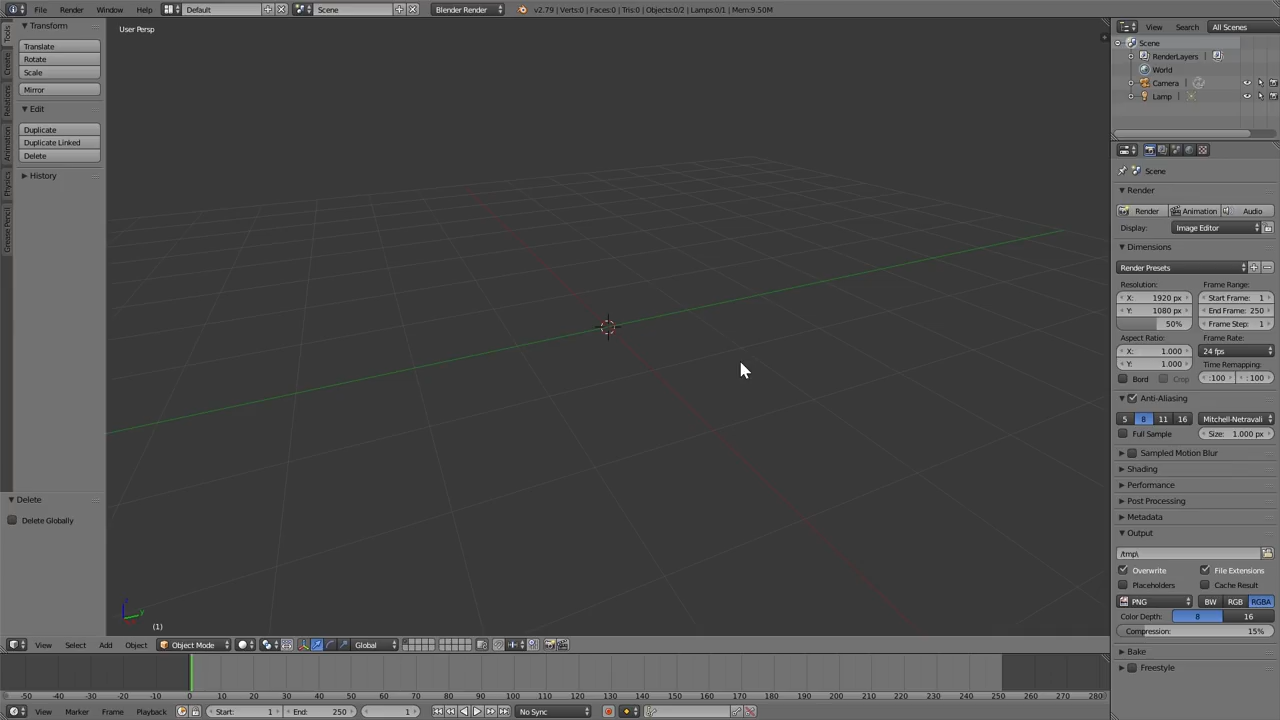 File Render Window Help Default Scene Blender Render v2.79 | Verts:0 | Faces:0 | Tris:0 | Objects:0/2 | Lamps:0/1 | Mem:9.50M
Tools
Create
Relations
Animation
Physics
Grease Pencil
Transform
Translate
Rotate
Scale
Mirror
Edit
Duplicate
Duplicate Linked
Delete
History
Delete
Delete Globally
User Persp
z
y
(1)
View Select Add Object Object Mode Global
-50 -40 -30 -20 -10 0 10 20 30 40 50 60 70 80 90 100 110 120 130 140 150 160 170 180 190 200 210 220 230 240 250 260 270 280
View Marker Frame Playback Start: 1 End: 250 1 No Sync
View Search All Scenes
Scene
RenderLayers
World
Camera
Lamp
Scene
Render
Render Animation Audio
Display: Image Editor
Dimensions
Render Presets
Resolution: Frame Range:
X: 1920 px Start Frame: 1
Y: 1080 px End Frame: 250
50% Frame Step: 1
Aspect Ratio: Frame Rate:
X: 1.000 24 fps
Y: 1.000 Time Remapping:
Bord Crop :100 : 100
Anti-Aliasing
5 8 11 16 Mitchell-Netravali
Full Sample Size: 1.000 px
Sampled Motion Blur
Shading
Performance
Post Processing
Metadata
Output
/tmp\
Overwrite File Extensions
Placeholders Cache Result
PNG BW RGB RGBA
Color Depth: 8 16
Compression: 15%
Bake
Freestyle